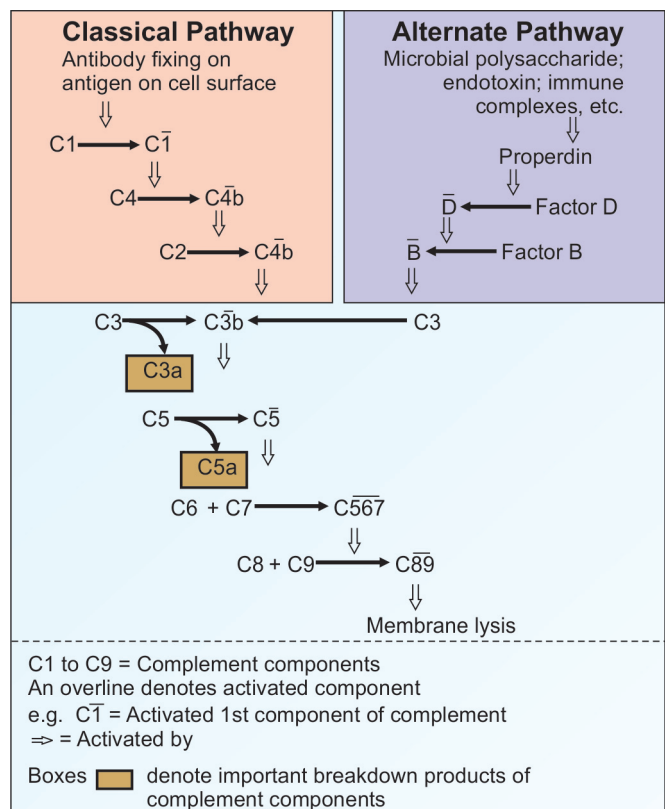 Classical Pathway
Antibody fixing on
antigen on cell surface
C1 C1̅
C4 C4̅b
C2 C4̅b
Alternate Pathway
Microbial polysaccharide;
endotoxin; immune
complexes, etc.
Properdin
D̅ Factor D
B̅ Factor B
C3 C3̅b C3
C3a
C5 C5̅
C5a
C6 + C7 C5̅6̅7̅
C8 + C9 C8̅9̅
Membrane lysis
C1 to C9 = Complement components
An overline denotes activated component
e.g. C1̅ = Activated 1st component of complement
⇒ = Activated by
Boxes denote important breakdown products of
complement components